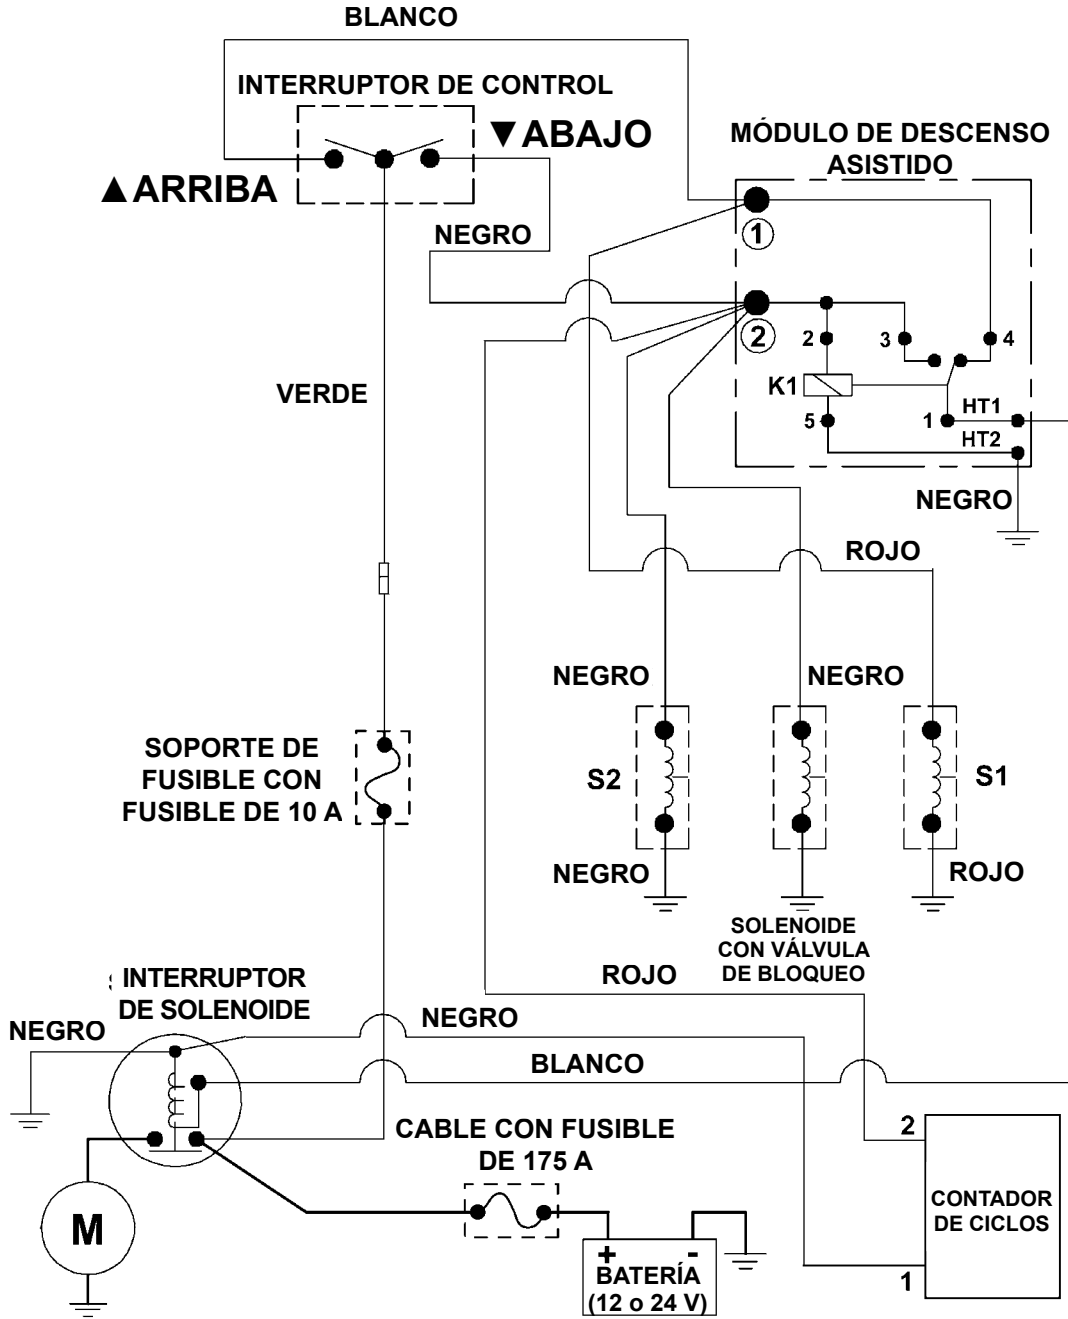 BLANCO
INTERRUPTOR DE CONTROL
▼ABAJO
▲ARRIBA
MÓDULO DE DESCENSO
ASISTIDO
NEGRO
1
2
2
3
4
K1
5
1
HT1
HT2
NEGRO
VERDE
ROJO
NEGRO
NEGRO
SOPORTE DE
FUSIBLE CON
FUSIBLE DE 10 A
S2
S1
NEGRO
ROJO
SOLENOIDE
CON VÁLVULA
DE BLOQUEO
INTERRUPTOR
DE SOLENOIDE
ROJO
NEGRO
NEGRO
BLANCO
CABLE CON FUSIBLE
DE 175 A
2
CONTADOR
DE CICLOS
1
M
+ -
BATERÍA
(12 o 24 V)